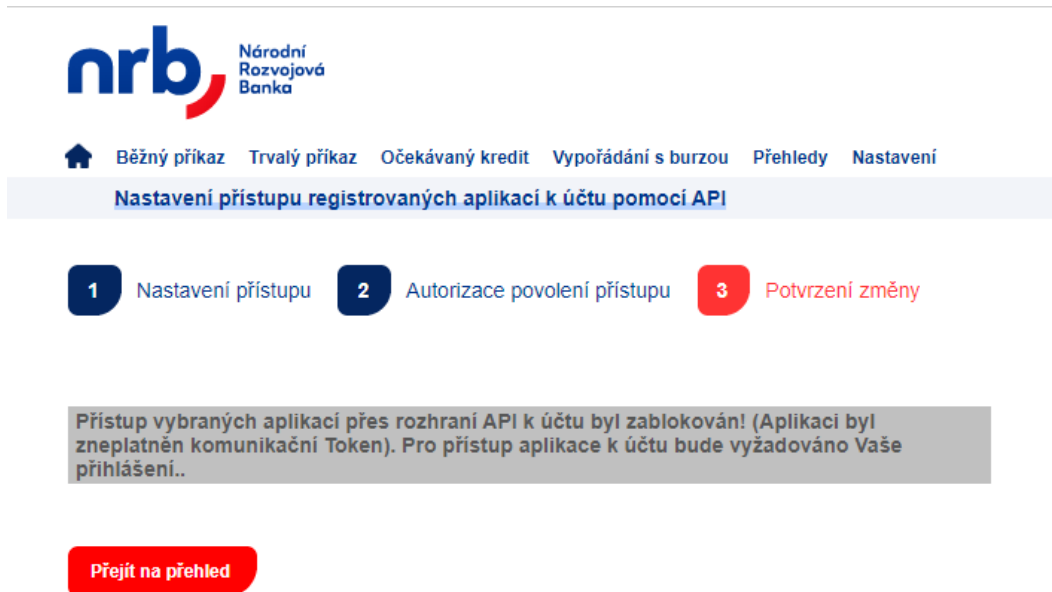 nrb
Národní
Rozvojová
Banka
Běžný příkaz Trvalý příkaz Očekávaný kredit Vypořádání s burzou Přehledy Nastavení
Nastavení přístupu registrovaných aplikací k účtu pomocí API
1 Nastavení přístupu 2 Autorizace povolení přístupu 3 Potvrzení změny
Přístup vybraných aplikací přes rozhraní API k účtu byl zablokován! (Aplikaci byl
zneplatněn komunikační Token). Pro přístup aplikace k účtu bude vyžadováno Vaše
přihlášení..
Přejít na přehled